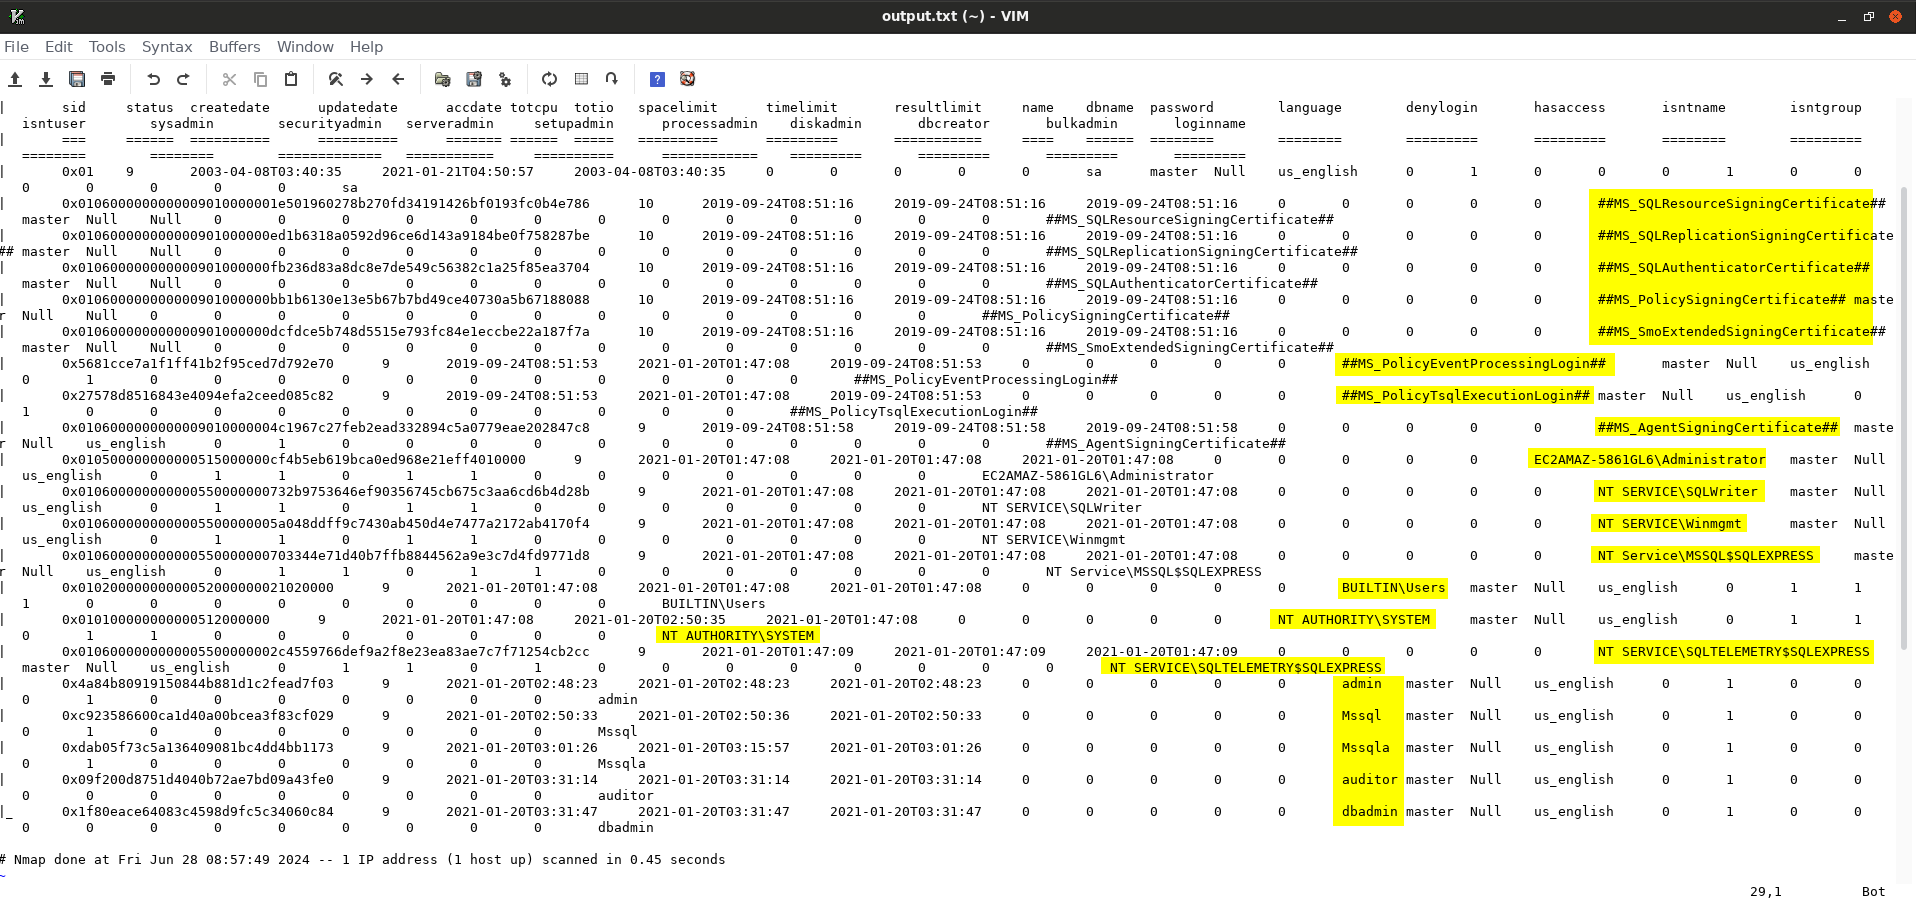 output.txt (~) - VIM
File Edit Tools Syntax Buffers Window Help
| sid status createdate updatedate accdate totcpu totio spacelimit timelimit resultlimit name dbname password language denylogin hasaccess isntname isntgroup
isntuser sysadmin securityadmin serveradmin setupadmin processadmin diskadmin dbcreator bulkadmin loginname
| === ====== ========== ========== ======= ====== ===== ========== ========= =========== ==== ====== ======== ======== ========= ========= ======== =========
======== ======== ============= =========== ========== ============ ========= ========= ========= =========
| 0x01 9 2003-04-08T03:40:35 2021-01-21T04:50:57 2003-04-08T03:40:35 0 0 0 0 0 sa master Null us_english 0 1 0 0 0 1 0 0
0 0 0 0 0 sa
| 0x0106000000000009010000001e501960278b270fd34191426bf0193fc0b4e786 10 2019-09-24T08:51:16 2019-09-24T08:51:16 2019-09-24T08:51:16 0 0 0 0 0 ##MS_SQLResourceSigningCertificate##
master Null Null 0 0 0 0 0 0 0 0 0 0 0 0 0 ##MS_SQLResourceSigningCertificate##
| 0x010600000000000901000000ed1b6318a0592d96ce6d143a9184be0f758287be 10 2019-09-24T08:51:16 2019-09-24T08:51:16 2019-09-24T08:51:16 0 0 0 0 0 ##MS_SQLReplicationSigningCertificate
## master Null Null 0 0 0 0 0 0 0 0 0 0 0 0 0 ##MS_SQLReplicationSigningCertificate##
| 0x010600000000000901000000fb236d83a8dc8e7de549c56382c1a25f85ea3704 10 2019-09-24T08:51:16 2019-09-24T08:51:16 2019-09-24T08:51:16 0 0 0 0 0 ##MS_SQLAuthenticatorCertificate##
master Null Null 0 0 0 0 0 0 0 0 0 0 0 0 0 ##MS_SQLAuthenticatorCertificate##
| 0x010600000000000901000000bb1b6130e13e5b67b7bd49ce40730a5b67188088 10 2019-09-24T08:51:16 2019-09-24T08:51:16 2019-09-24T08:51:16 0 0 0 0 0 ##MS_PolicySigningCertificate## maste
r Null Null 0 0 0 0 0 0 0 0 0 0 0 0 0 ##MS_PolicySigningCertificate##
| 0x010600000000000901000000dcfdce5b748d5515e793fc84e1eccbe22a187f7a 10 2019-09-24T08:51:16 2019-09-24T08:51:16 2019-09-24T08:51:16 0 0 0 0 0 ##MS_SmoExtendedSigningCertificate##
master Null Null 0 0 0 0 0 0 0 0 0 0 0 0 0 ##MS_SmoExtendedSigningCertificate##
| 0x5681cce7a1f1ff41b2f95ced7d792e70 9 2019-09-24T08:51:53 2021-01-20T01:47:08 2019-09-24T08:51:53 0 0 0 0 0 ##MS_PolicyEventProcessingLogin## master Null us_english
0 1 0 0 0 0 0 0 0 0 0 0 0 ##MS_PolicyEventProcessingLogin##
| 0x27578d8516843e4094efa2ceed085c82 9 2019-09-24T08:51:53 2021-01-20T01:47:08 2019-09-24T08:51:53 0 0 0 0 0 ##MS_PolicyTsqlExecutionLogin## master Null us_english 0
1 0 0 0 0 0 0 0 0 0 0 0 ##MS_PolicyTsqlExecutionLogin##
| 0x0106000000000009010000004c1967c27feb2ead332894c5a0779eae202847c8 9 2019-09-24T08:51:58 2019-09-24T08:51:58 2019-09-24T08:51:58 0 0 0 0 0 ##MS_AgentSigningCertificate## maste
r Null us_english 0 1 0 0 0 0 0 0 0 0 0 0 0 ##MS_AgentSigningCertificate##
| 0x010500000000000515000000cf4b5eb619bca0ed968e21eff4010000 9 2021-01-20T01:47:08 2021-01-20T01:47:08 2021-01-20T01:47:08 0 0 0 0 0 EC2AMAZ-5861GL6\Administrator master Null
us_english 0 1 1 0 1 1 0 0 0 0 0 0 0 EC2AMAZ-5861GL6\Administrator
| 0x010600000000000550000000732b9753646ef90356745cb675c3aa6cd6b4d28b 9 2021-01-20T01:47:08 2021-01-20T01:47:08 2021-01-20T01:47:08 0 0 0 0 0 NT SERVICE\SQLWriter master Null
us_english 0 1 1 0 1 1 0 0 0 0 0 0 0 NT SERVICE\SQLWriter
| 0x0106000000000005500000005a048ddff9c7430ab450d4e7477a2172ab4170f4 9 2021-01-20T01:47:08 2021-01-20T01:47:08 2021-01-20T01:47:08 0 0 0 0 0 NT SERVICE\Winmgmt master Null
us_english 0 1 1 0 1 1 0 0 0 0 0 0 0 NT SERVICE\Winmgmt
| 0x010600000000000550000000703344e71d40b7ffb8844562a9e3c7d4fd9771d8 9 2021-01-20T01:47:08 2021-01-20T01:47:08 2021-01-20T01:47:08 0 0 0 0 0 NT Service\MSSQL$SQLEXPRESS maste
r Null us_english 0 1 1 0 1 1 0 0 0 0 0 0 0 NT Service\MSSQL$SQLEXPRESS
| 0x01020000000000052000000021020000 9 2021-01-20T01:47:08 2021-01-20T01:47:08 2021-01-20T01:47:08 0 0 0 0 0 BUILTIN\Users master Null us_english 0 1 1
1 0 0 0 0 0 0 0 0 0 BUILTIN\Users
| 0x010100000000000512000000 9 2021-01-20T01:47:08 2021-01-20T02:50:35 2021-01-20T01:47:08 0 0 0 0 0 NT AUTHORITY\SYSTEM master Null us_english 0 1 1
0 1 1 0 0 0 0 0 0 0 NT AUTHORITY\SYSTEM
| 0x0106000000000005500000002c4559766def9a2f8e23ea83ae7c7f71254cb2cc 9 2021-01-20T01:47:09 2021-01-20T01:47:09 2021-01-20T01:47:09 0 0 0 0 0 NT SERVICE\SQLTELEMETRY$SQLEXPRESS
master Null us_english 0 1 1 0 1 0 0 0 0 0 0 0 0 NT SERVICE\SQLTELEMETRY$SQLEXPRESS
| 0x4a84b80919150844b881d1c2fead7f03 9 2021-01-20T02:48:23 2021-01-20T02:48:23 2021-01-20T02:48:23 0 0 0 0 0 admin master Null us_english 0 1 0 0
0 1 0 0 0 0 0 0 0 admin
| 0xc923586600ca1d40a00bcea3f83cf029 9 2021-01-20T02:50:33 2021-01-20T02:50:36 2021-01-20T02:50:33 0 0 0 0 0 Mssql master Null us_english 0 1 0 0
0 1 0 0 0 0 0 0 0 Mssql
| 0xdab05f73c5a136409081bc4dd4bb1173 9 2021-01-20T03:01:26 2021-01-20T03:15:57 2021-01-20T03:01:26 0 0 0 0 0 Mssqla master Null us_english 0 1 0 0
0 1 0 0 0 0 0 0 0 Mssqla
| 0x09f200d8751d4040b72ae7bd09a43fe0 9 2021-01-20T03:31:14 2021-01-20T03:31:14 2021-01-20T03:31:14 0 0 0 0 0 auditor master Null us_english 0 1 0 0
0 0 0 0 0 0 0 0 0 auditor
|_ 0x1f80eace64083c4598d9fc5c34060c84 9 2021-01-20T03:31:47 2021-01-20T03:31:47 2021-01-20T03:31:47 0 0 0 0 0 dbadmin master Null us_english 0 1 0 0
0 0 0 0 0 0 0 0 0 dbadmin
# Nmap done at Fri Jun 28 08:57:49 2024 -- 1 IP address (1 host up) scanned in 0.45 seconds
~
29,1 Bot